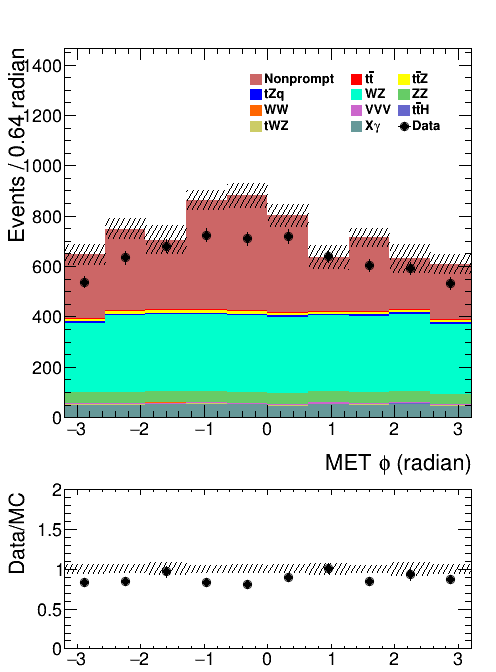 Events / 0.64 radian
1400
1200
1000
800
600
400
200
0
Nonprompt tt̄ tt̄Z
tZq WZ ZZ
WW VVV tt̄H
tWZ Xγ Data
−3 −2 −1 0 1 2 3
MET ϕ (radian)
Data/MC
2
1.5
1
0.5
0
−3 −2 −1 0 1 2 3